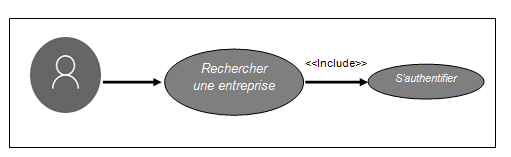 Rechercher
une entreprise
<<Include>>
S'authentifier